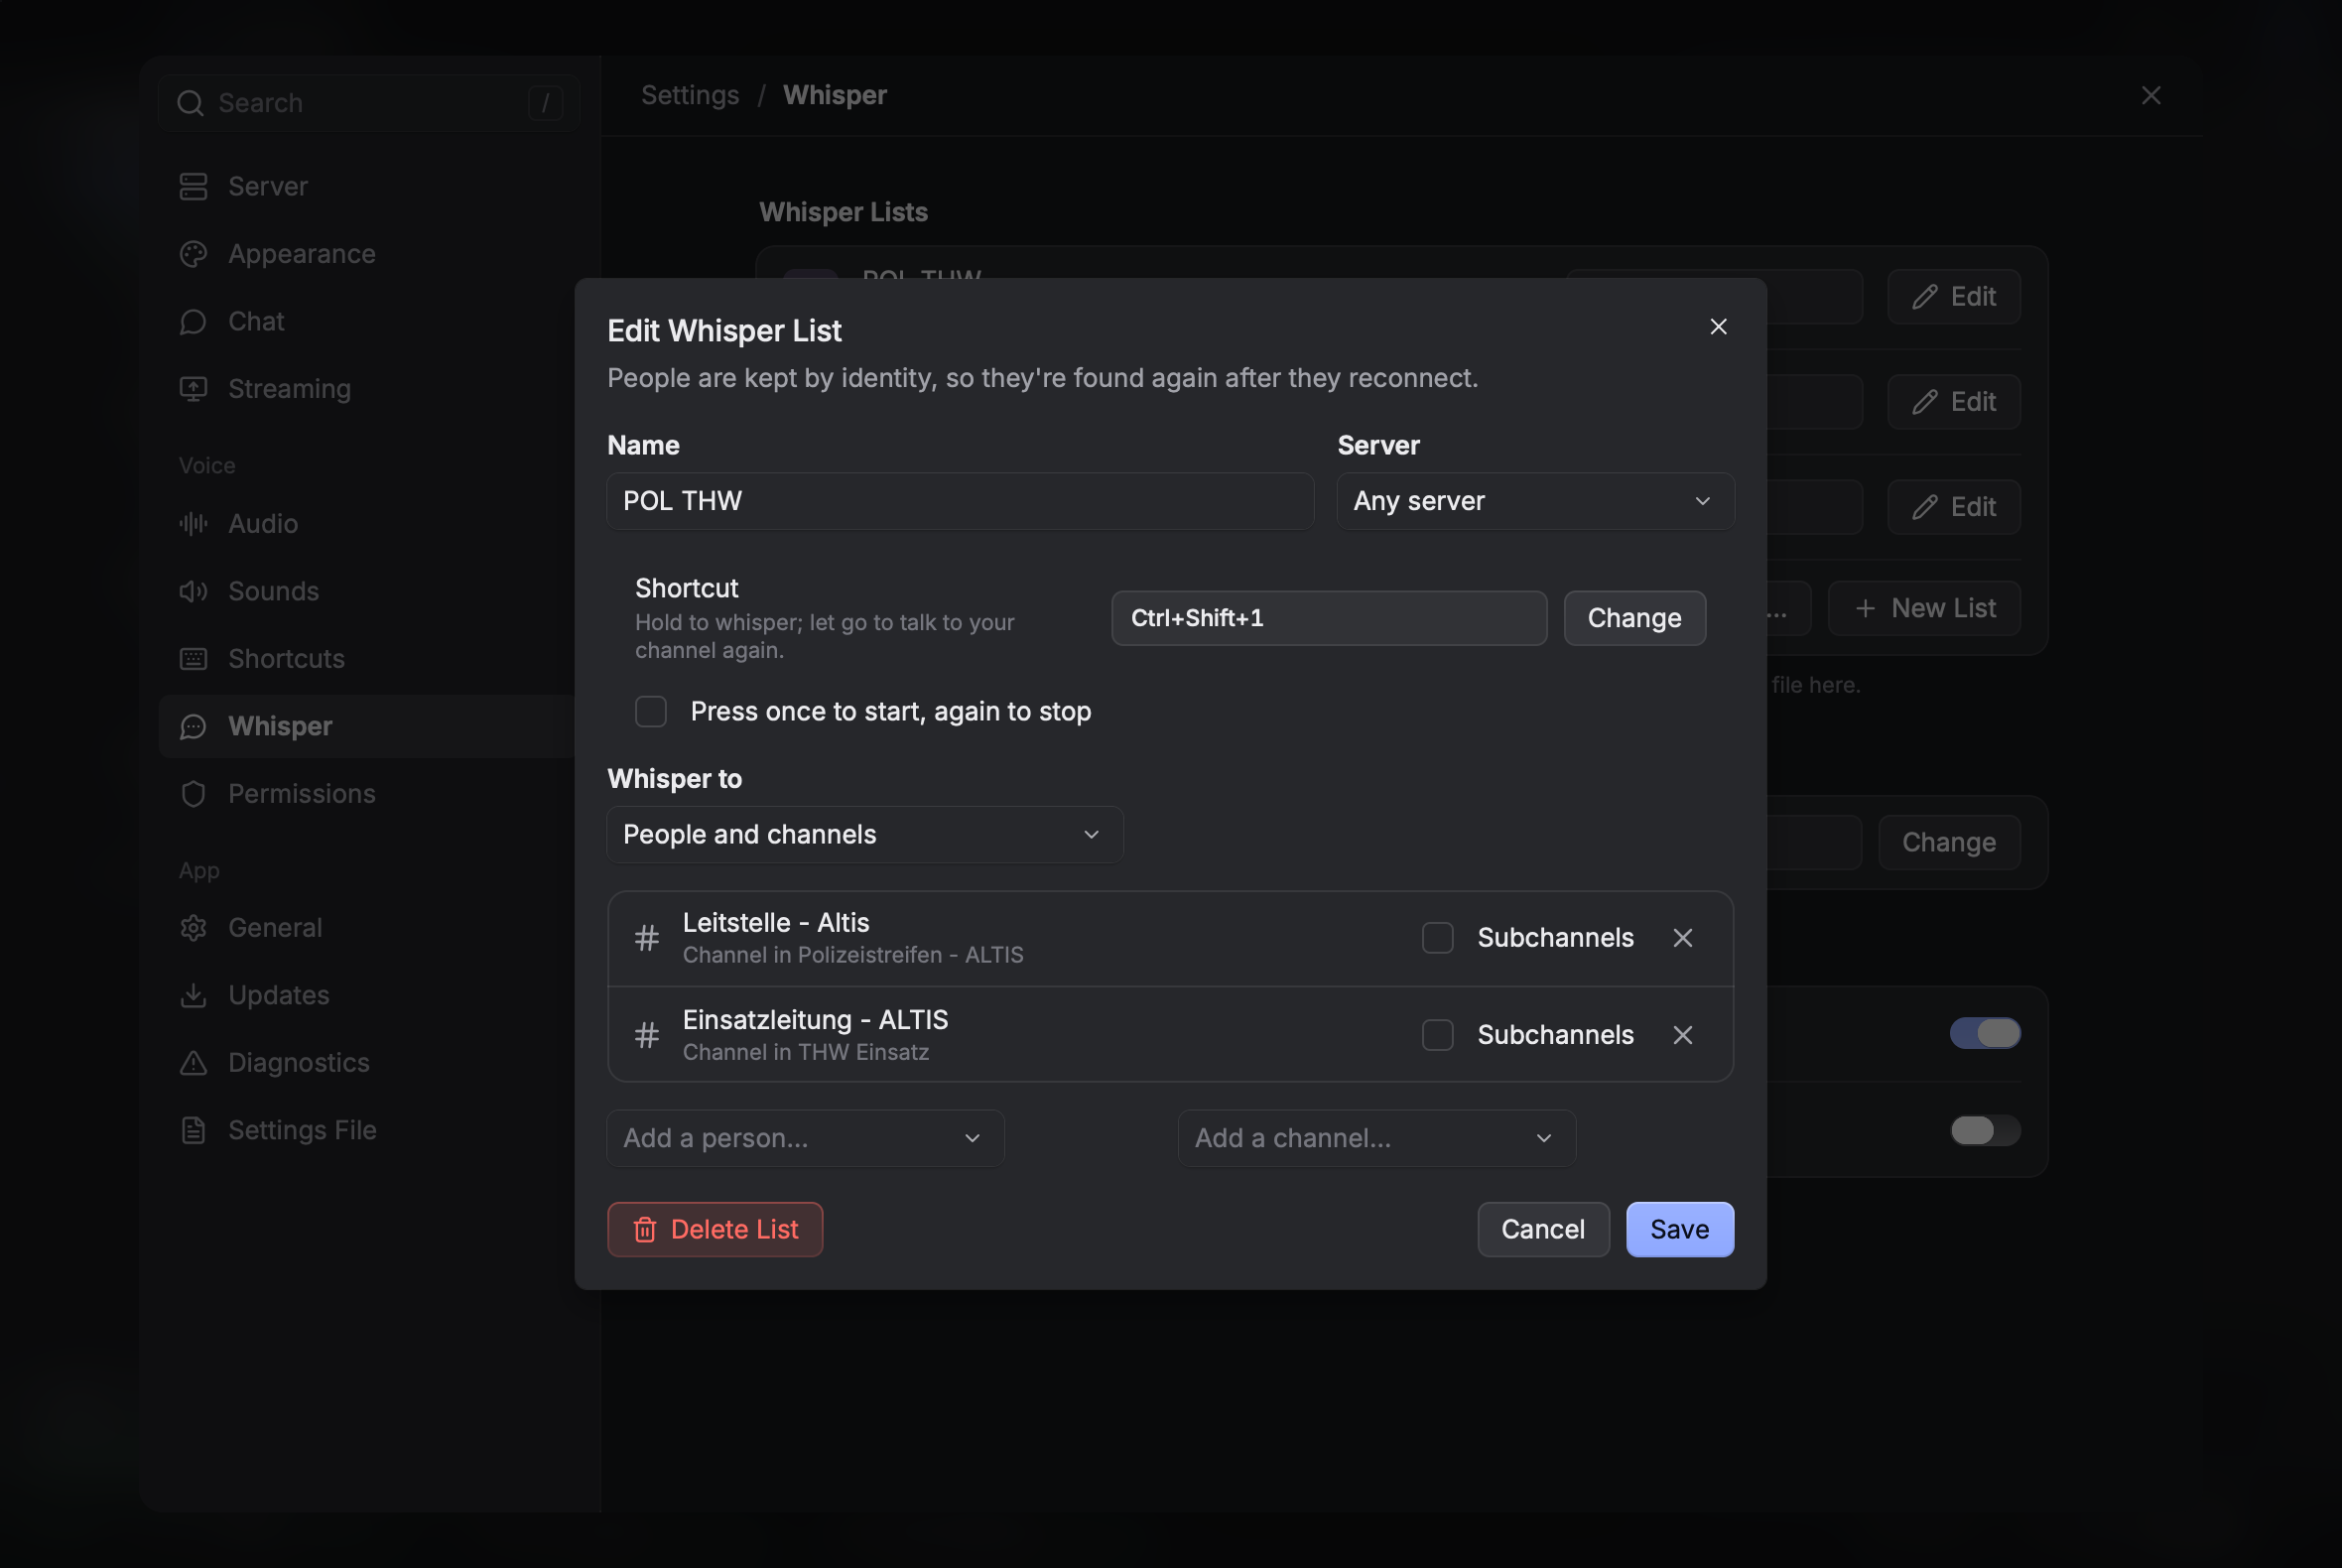 Search /
Settings / Whisper
Server
Appearance
Chat
Streaming
Voice
Audio
Sounds
Shortcuts
Whisper
Permissions
App
General
Updates
Diagnostics
Settings File
Whisper Lists
POL THW
Edit
Edit
Edit
... + New List
file here.
Change
Edit Whisper List
People are kept by identity, so they're found again after they reconnect.
Name
POL THW
Server
Any server
Shortcut
Hold to whisper; let go to talk to your
channel again.
Ctrl+Shift+1
Change
Press once to start, again to stop
Whisper to
People and channels
Leitstelle - Altis
Channel in Polizeistreifen - ALTIS
Subchannels
Einsatzleitung - ALTIS
Channel in THW Einsatz
Subchannels
Add a person...
Add a channel...
Delete List
Cancel
Save